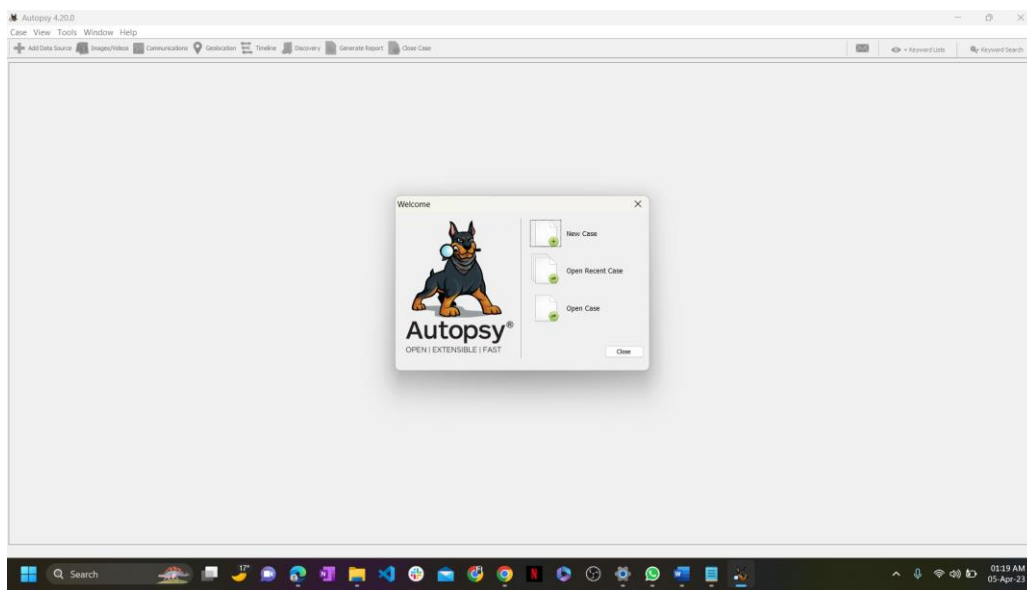 Autopsy 4.20.0
Case View Tools Window Help
Add Data Source Images/Videos Communications Geolocation Timeline Discovery Generate Report Close Case Keyword Lists Keyword Search
Welcome
New Case
Open Recent Case
Open Case
Autopsy®
OPEN | EXTENSIBLE | FAST
Close
17°
Search
01:19 AM
05-Apr-23